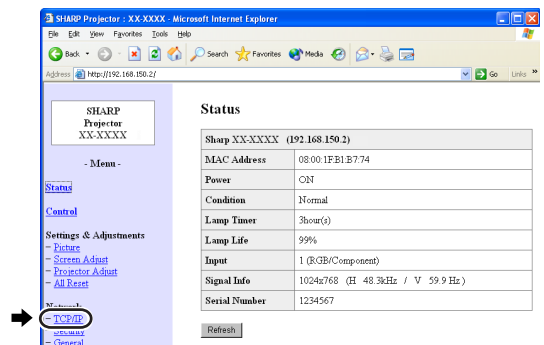 SHARP Projector : XX-XXXX - Microsoft Internet Explorer
File Edit View Favorites Tools Help
Back Search Favorites Media
Address http://192.168.150.2/ Go Links »
SHARP
Projector
XX-XXXX
- Menu -
Status
Control
Settings & Adjustments
– Picture
– Screen Adjust
– Projector Adjust
– All Reset
Network
– TCP/IP
– Security
– General
Status
Sharp XX-XXXX (192.168.150.2)
MAC Address 08:00:1F:B1:B7:74
Power ON
Condition Normal
Lamp Timer 3hour(s)
Lamp Life 99%
Input 1 (RGB/Component)
Signal Info 1024x768 (H 48.3kHz / V 59.9 Hz)
Serial Number 1234567
Refresh